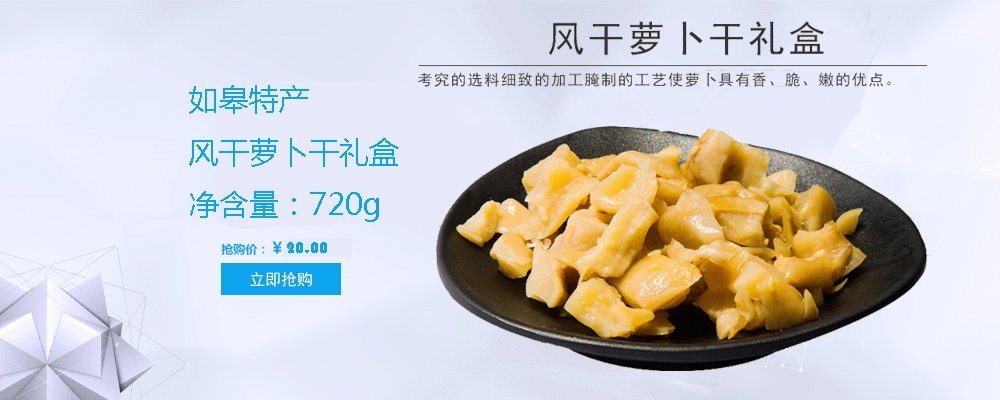 风干萝卜干礼盒
考究的选料细致的加工腌制的工艺使萝卜具有香、脆、嫩的优点。
如皋特产
风干萝卜干礼盒
净含量：720g
抢购价：￥20.00
立即抢购